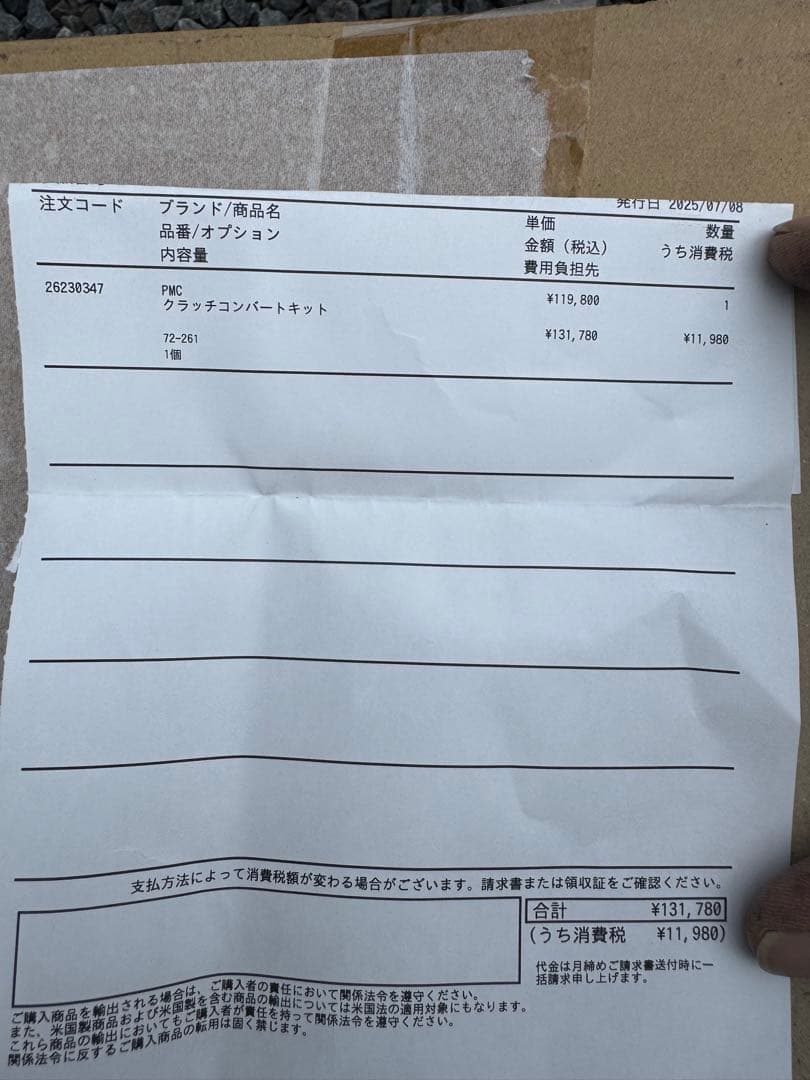 発行日 2025/07/08
注文コード ブランド/商品名 単価 数量
品番/オプション 金額（税込） うち消費税
内容量 費用負担先
26230347 PMC ¥119,800 1
クラッチコンバートキット
72-261 ¥131,780 ¥11,980
1個
支払方法によって消費税額が変わる場合がございます。請求書または領収証をご確認ください。
合計 ¥131,780
(うち消費税 ¥11,980)
代金は月締めご請求書送付時に一
括請求申し上げます。
ご購入商品を輸出される場合は、ご購入者の責任において関係法令を遵守ください。
また、米国製商品および米国製を含む商品の輸出については米国法の適用対象にもなります。
これら商品の輸出においてもご購入者が責任を持って関係法令を遵守ください。
関係法令に反するご購入商品の転用は固く禁じます。